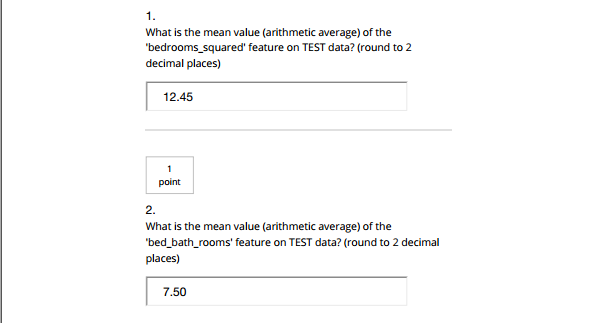 1.
What is the mean value (arithmetic average) of the
'bedrooms_squared' feature on TEST data? (round to 2
decimal places)
12.45
1
point
2.
What is the mean value (arithmetic average) of the
'bed_bath_rooms' feature on TEST data? (round to 2 decimal
places)
7.50